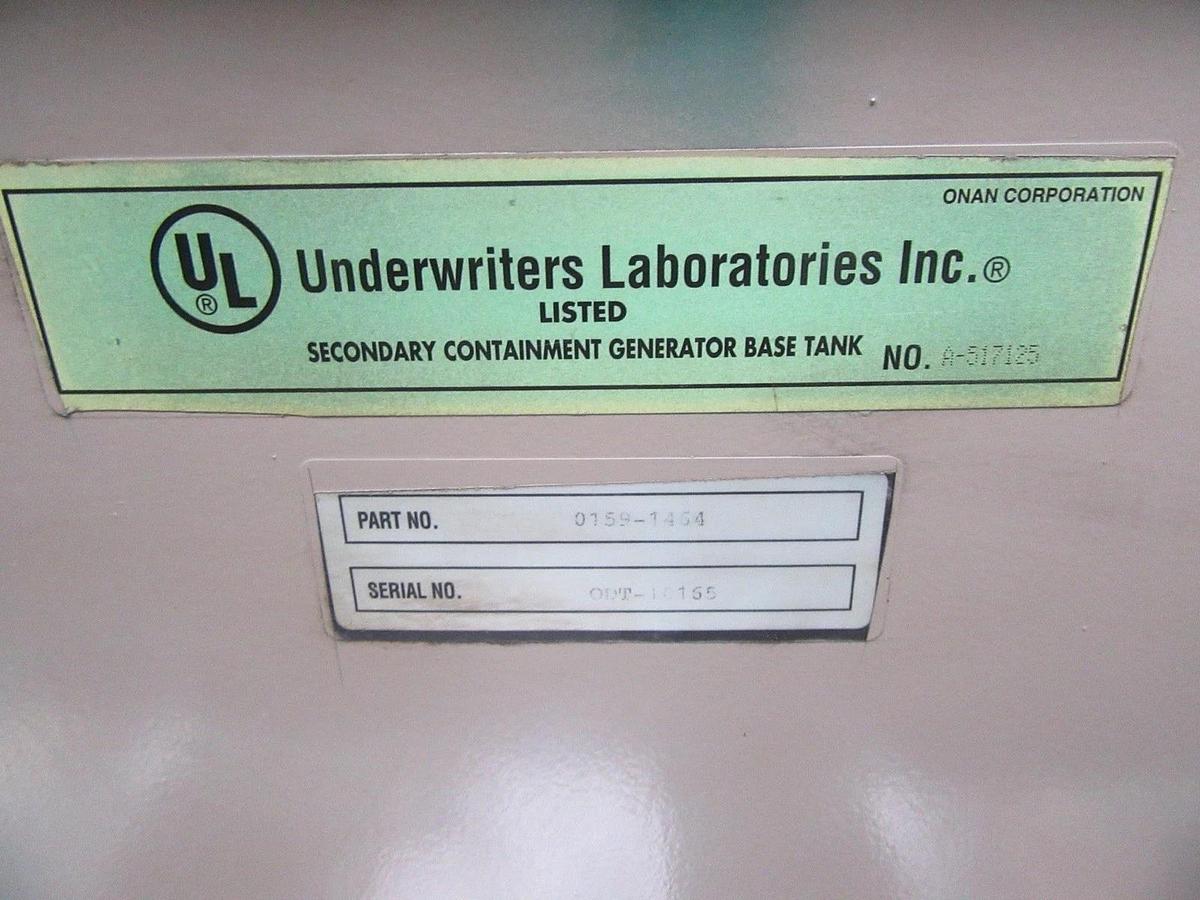 ONAN CORPORATION
UL ® Underwriters Laboratories Inc.®
LISTED
SECONDARY CONTAINMENT GENERATOR BASE TANK NO. A-517125
PART NO. 0159-1464
SERIAL NO.